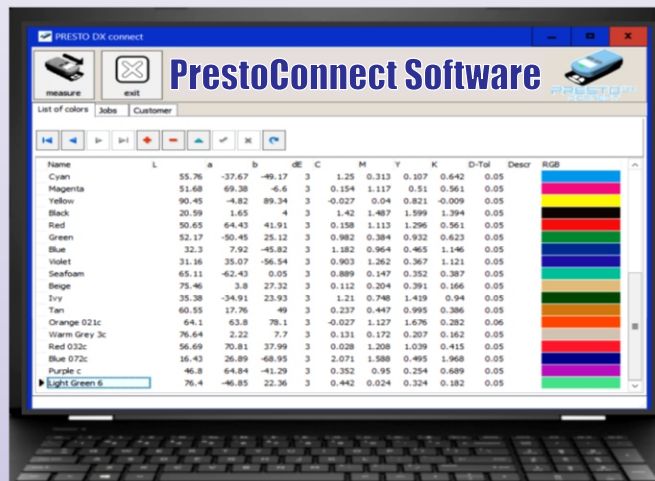 PRESTO DX connect
measure
exit
PrestoConnect Software
PRESTO
List of colors Jobs Customer
Name L a b dE C M Y K D-Tol Descr RGB
Cyan 55.76 -37.67 -49.17 3 1.25 0.313 0.107 0.642 0.05
Magenta 51.68 69.38 -6.6 3 0.154 1.117 0.51 0.561 0.05
Yellow 90.45 -4.82 89.34 3 -0.027 0.04 0.821 -0.009 0.05
Black 20.59 1.65 4 3 1.42 1.487 1.599 1.394 0.05
Red 50.65 64.43 41.91 3 0.158 1.113 1.296 0.561 0.05
Green 52.17 -50.45 25.12 3 0.982 0.384 0.932 0.623 0.05
Blue 32.3 7.92 -45.82 3 1.182 0.964 0.465 1.146 0.05
Violet 31.16 35.07 -56.54 3 0.903 1.262 0.367 1.121 0.05
Seafoam 65.11 -62.43 0.05 3 0.889 0.147 0.352 0.387 0.05
Beige 75.46 3.8 27.32 3 0.112 0.204 0.391 0.166 0.05
Ivy 35.38 -34.91 23.93 3 1.21 0.748 1.419 0.94 0.05
Tan 60.55 17.76 49 3 0.237 0.447 0.995 0.386 0.05
Orange 021c 64.1 63.8 78.1 3 -0.027 1.127 1.676 0.282 0.06
Warm Grey 3c 76.64 2.22 7.7 3 0.131 0.172 0.207 0.162 0.05
Red 032c 56.69 70.81 37.99 3 0.028 1.208 1.039 0.415 0.05
Blue 072c 16.43 26.89 -68.95 3 2.071 1.588 0.495 1.968 0.05
Purple c 46.8 64.84 -41.29 3 0.352 0.95 0.254 0.689 0.05
Light Green 6 76.4 -46.85 22.36 3 0.442 0.024 0.324 0.182 0.05